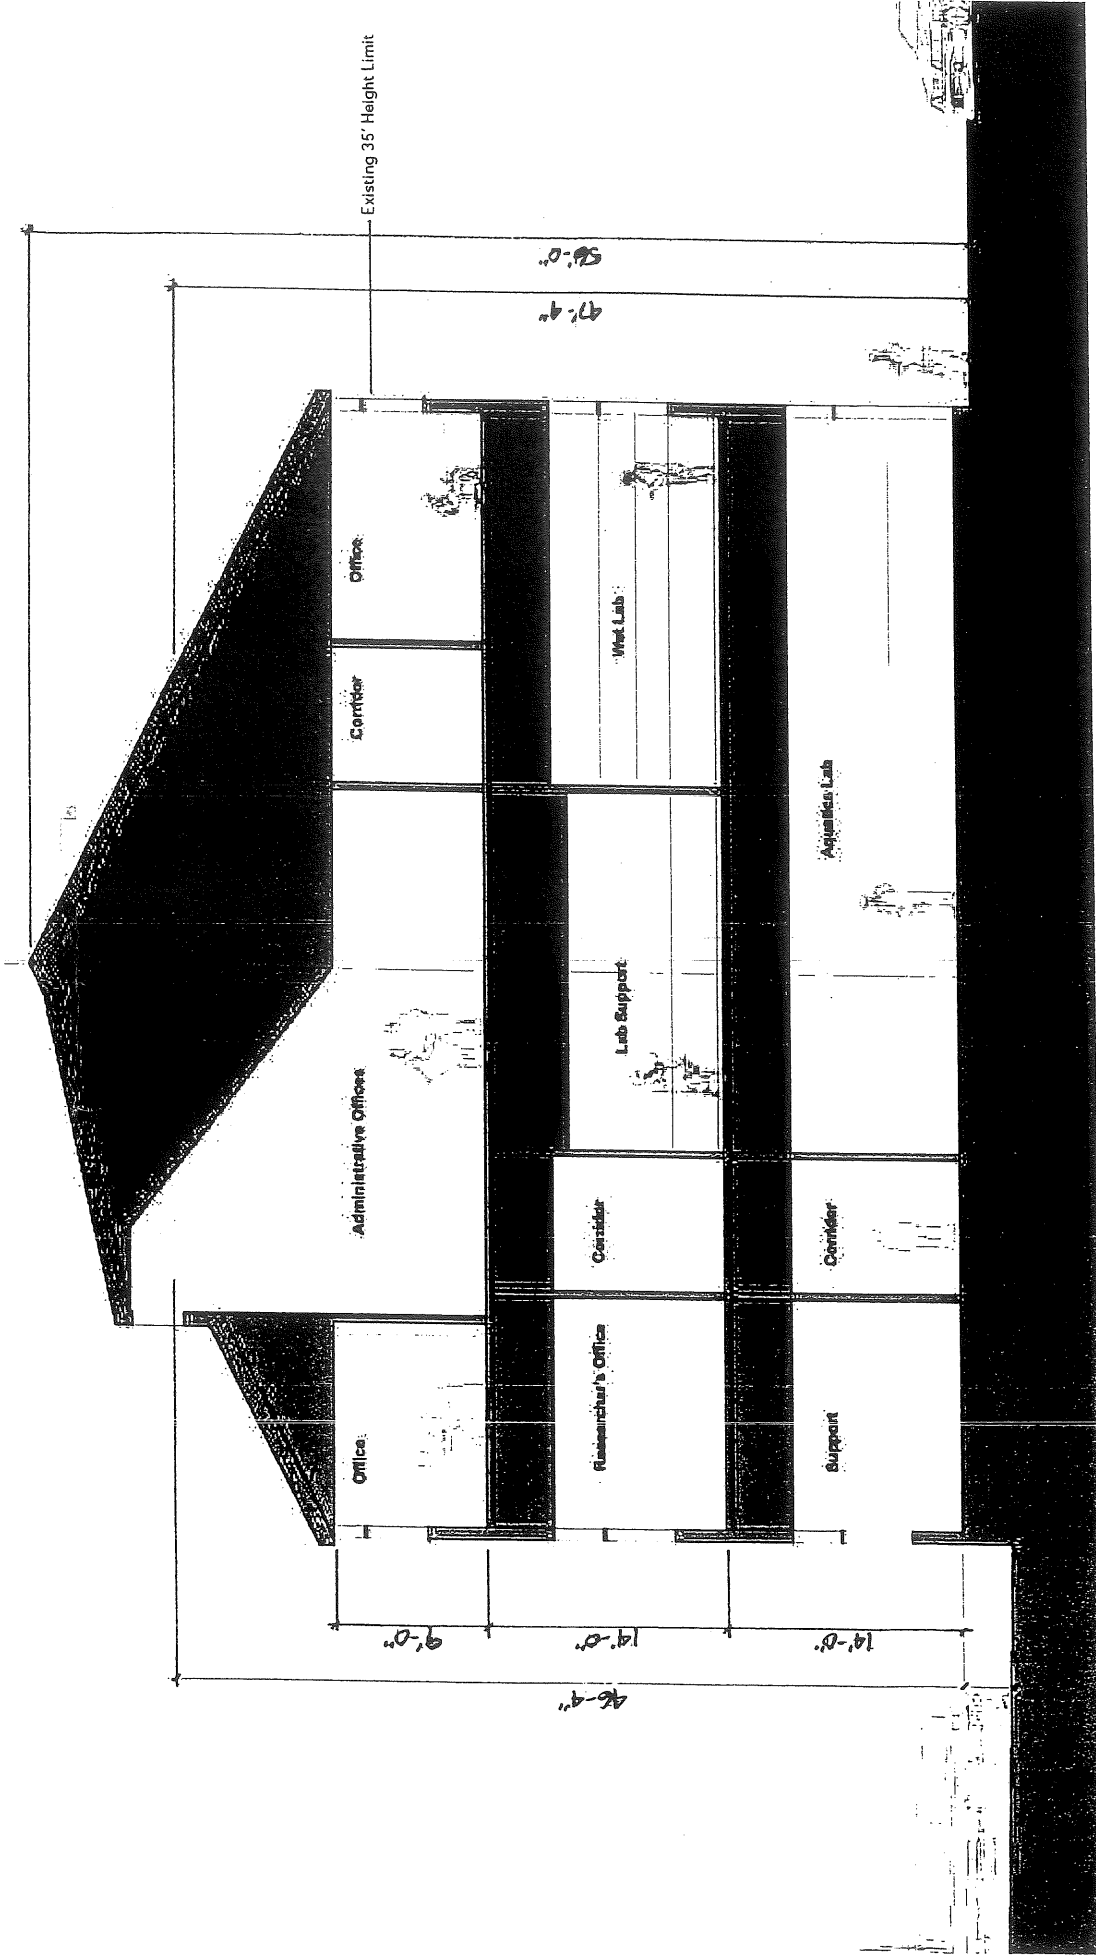 Existing 35' Height Limit
56'-0"
47'-4"
Office
Corridor
Administrative Offices
Office
Wet Lab
Lab Support
Corridor
Researcher's Office
Aquatics Lab
Corridor
Support
9'-0"
14'-0"
14'-0"
46'-4"